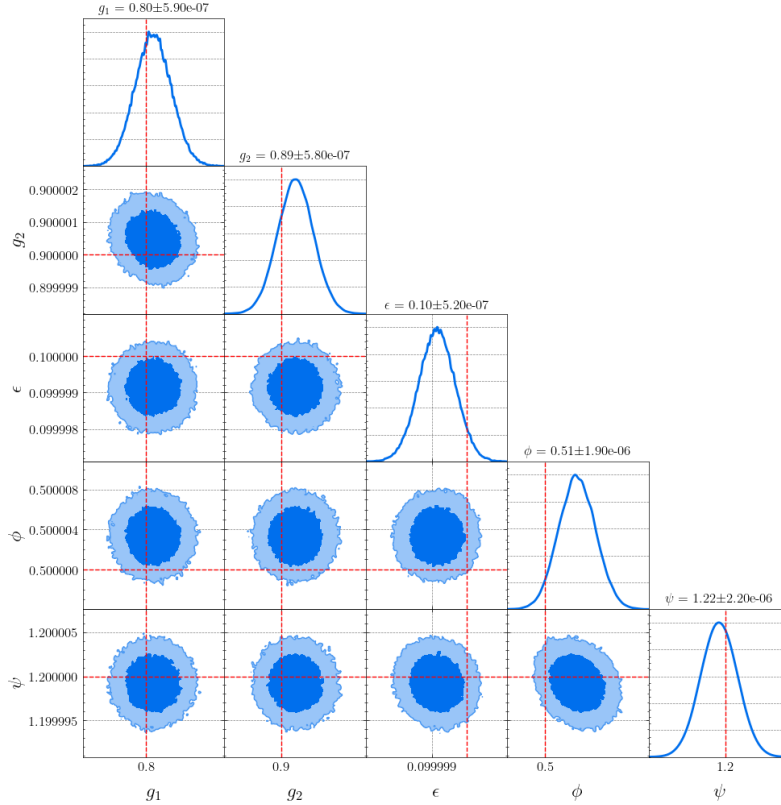 g₁ = 0.80±5.90e-07
g₂ = 0.89±5.80e-07
0.900002
0.900001
0.900000
0.899999
g₂
ϵ = 0.10±5.20e-07
0.100000
0.099999
0.099998
ϵ
ϕ = 0.51±1.90e-06
0.500008
0.500004
0.500000
ϕ
ψ = 1.22±2.20e-06
1.200005
1.200000
1.199995
ψ
0.8 0.9 0.099999 0.5 1.2
g₁ g₂ ϵ ϕ ψ